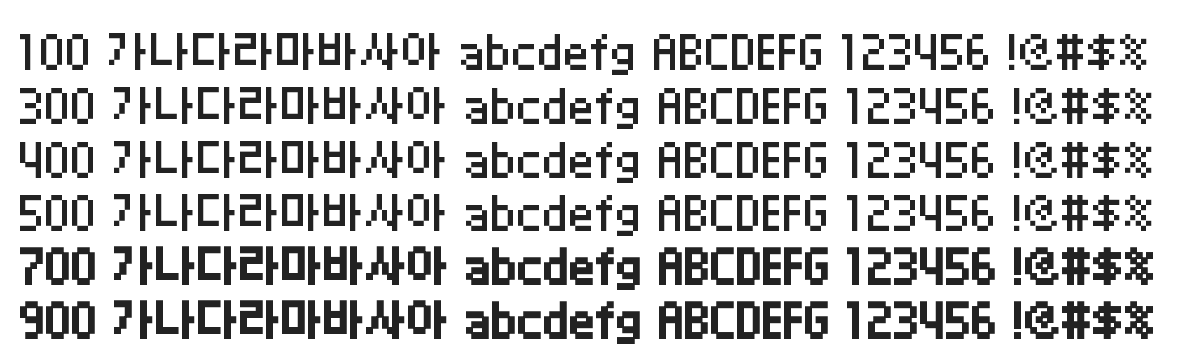 100 가나다라마바사아 abcdefg ABCDEFG 123456 !@#$%
300 가나다라마바사아 abcdefg ABCDEFG 123456 !@#$%
400 가나다라마바사아 abcdefg ABCDEFG 123456 !@#$%
500 가나다라마바사아 abcdefg ABCDEFG 123456 !@#$%
700 가나다라마바사아 abcdefg ABCDEFG 123456 !@#$%
900 가나다라마바사아 abcdefg ABCDEFG 123456 !@#$%